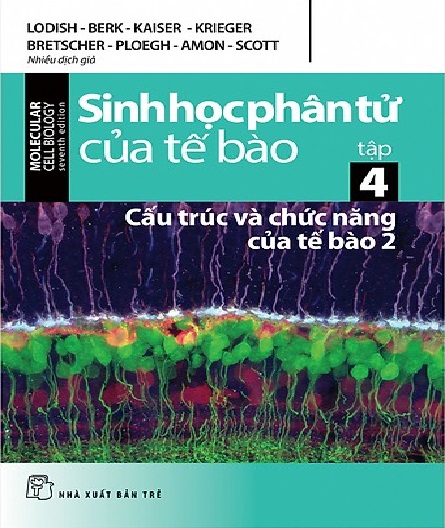 LODISH - BERK - KAISER - KRIEGER
BRETSCHER - PLOEGH - AMON - SCOTT
Nhiều dịch giả
MOLECULAR
CELL BIOLOGY
seventh edition
Sinh học phân tử
của tế bào
tập
4
Cấu trúc và chức năng
của tế bào 2
NHÀ XUẤT BẢN TRẺ